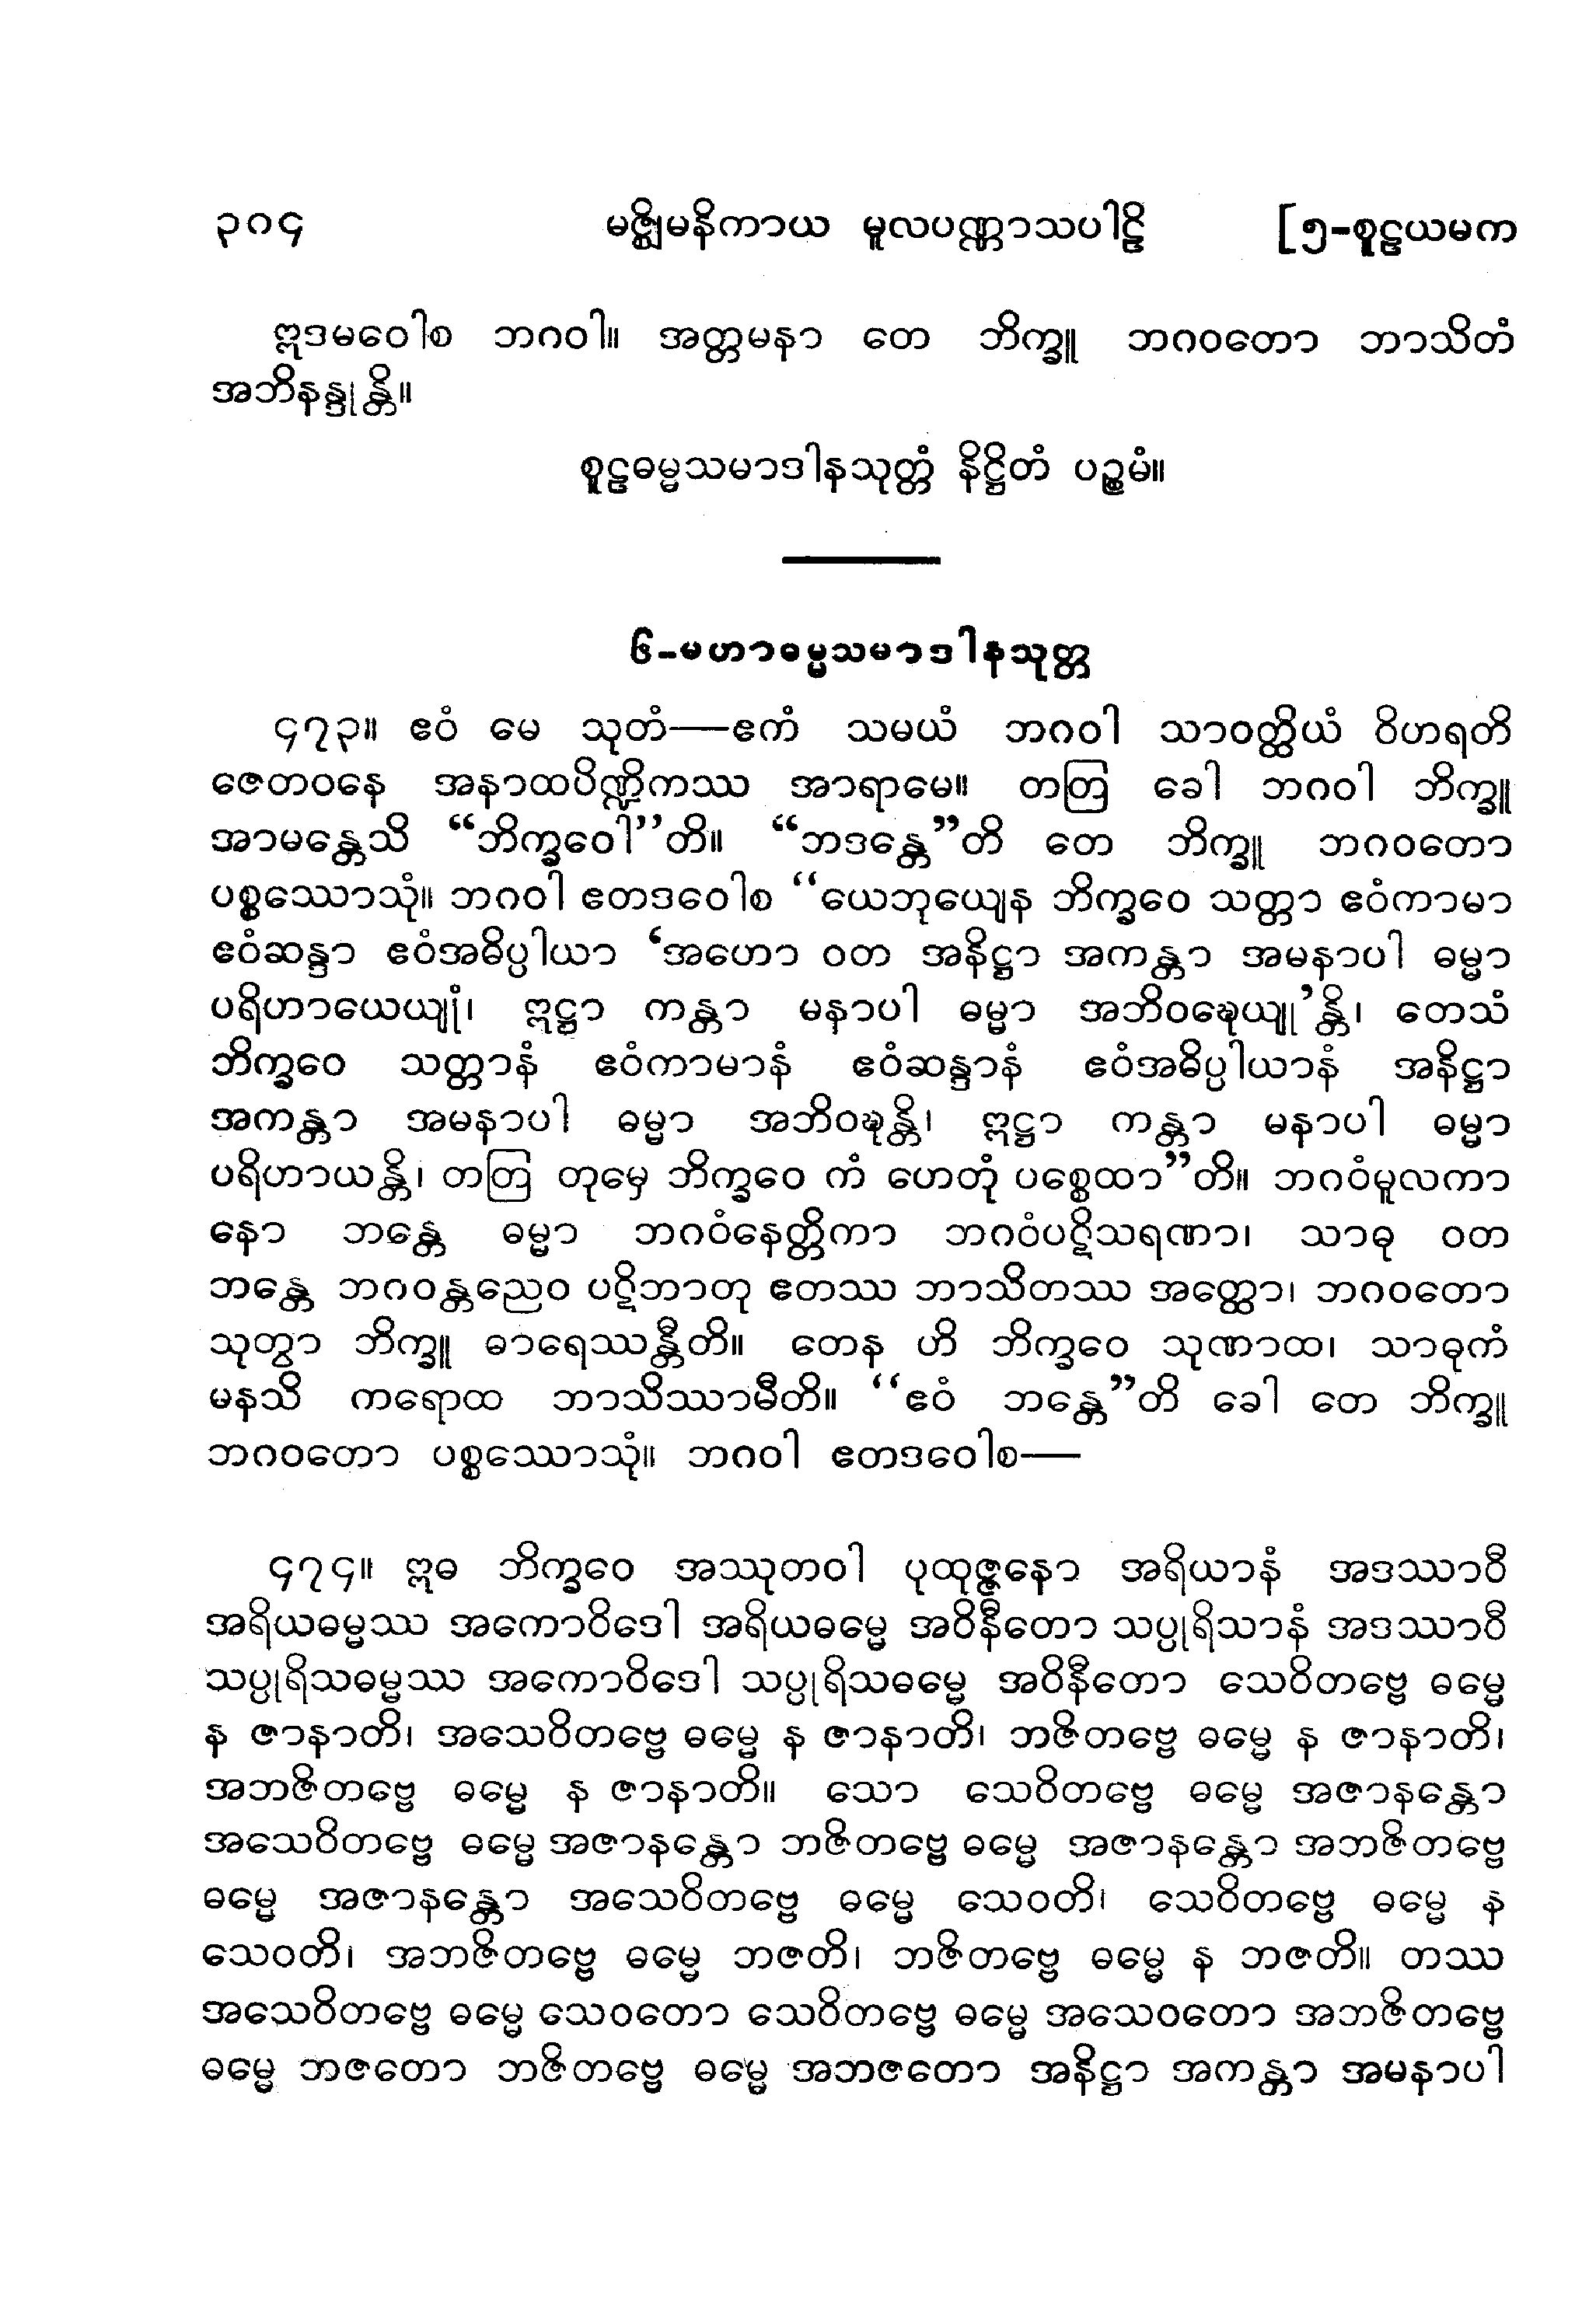 ၃၀၄ မဇ္ဈိမနိကာယ မူလပဏ္ဏာသပါဠိ [၅-စူဠယမက
ဣဒမဝေါစ ဘဂဝါ။ အတ္တမနာ တေ ဘိက္ခူ ဘဂဝတော ဘာသိတံ
အဘိနန္ဒုန္တိ။
စူဠဓမ္မသမာဒါနသုတ္တံ နိဋ္ဌိတံ ပဉ္စမံ။
၆-မဟာဓမ္မသမာဒါနသုတ္တ
၄၇၃။ ဧဝံ မေ သုတံ—ဧကံ သမယံ ဘဂဝါ သာဝတ္ထိယံ ဝိဟရတိ
ဇေတဝနေ အနာထပိဏ္ဍိကဿ အာရာမေ။ တတြ ခေါ ဘဂဝါ ဘိက္ခူ
အာမန္တေသိ “ဘိက္ခဝေါ”တိ။ “ဘဒန္တေ”တိ တေ ဘိက္ခူ ဘဂဝတော
ပစ္စဿောသုံ။ ဘဂဝါ ဧတဒဝေါစ “ယေဘုယျေန ဘိက္ခဝေ သတ္တာ ဧဝံကာမာ
ဧဝံဆန္ဒာ ဧဝံအဓိပ္ပါယာ ‘အဟော ဝတ အနိဋ္ဌာ အကန္တာ အမနာပါ ဓမ္မာ
ပရိဟာယေယျုံ၊ ဣဋ္ဌာ ကန္တာ မနာပါ ဓမ္မာ အဘိဝဍ္ဎေယျု’န္တိ၊ တေသံ
ဘိက္ခဝေ သတ္တာနံ ဧဝံကာမာနံ ဧဝံဆန္ဒာနံ ဧဝံအဓိပ္ပါယာနံ အနိဋ္ဌာ
အကန္တာ အမနာပါ ဓမ္မာ အဘိဝဍ္ဎန္တိ၊ ဣဋ္ဌာ ကန္တာ မနာပါ ဓမ္မာ
ပရိဟာယန္တိ၊ တတြ တုမှေ ဘိက္ခဝေ ကံ ဟေတုံ ပစ္စေထာ”တိ။ ဘဂဝံမူလကာ
နော ဘန္တေ ဓမ္မာ ဘဂဝံနေတ္တိကာ ဘဂဝံပဋိသရဏာ၊ သာဓု ဝတ
ဘန္တေ ဘဂဝန္တညေဝ ပဋိဘာတု ဧတဿ ဘာသိတဿ အတ္ထော၊ ဘဂဝတော
သုတွာ ဘိက္ခူ ဓာရေဿန္တီတိ။ တေန ဟိ ဘိက္ခဝေ သုဏာထ၊ သာဓုကံ
မနသိ ကရောထ ဘာသိဿာမီတိ။ “ဧဝံ ဘန္တေ”တိ ခေါ တေ ဘိက္ခူ
ဘဂဝတော ပစ္စဿောသုံ။ ဘဂဝါ ဧတဒဝေါစ—
၄၇၄။ ဣဓ ဘိက္ခဝေ အဿုတဝါ ပုထုဇ္ဇနော အရိယာနံ အဒဿာဝီ
အရိယဓမ္မဿ အကောဝိဒေါ အရိယဓမ္မေ အဝိနီတော သပ္ပုရိသာနံ အဒဿာဝီ
သပ္ပုရိသဓမ္မဿ အကောဝိဒေါ သပ္ပုရိသဓမ္မေ အဝိနီတော သေဝိတဗ္ဗေ ဓမ္မေ
န ဇာနာတိ၊ အသေဝိတဗ္ဗေ ဓမ္မေ န ဇာနာတိ၊ ဘဇိတဗ္ဗေ ဓမ္မေ န ဇာနာတိ၊
အဘဇိတဗ္ဗေ ဓမ္မေ န ဇာနာတိ။ သော သေဝိတဗ္ဗေ ဓမ္မေ အဇာနန္တော
အသေဝိတဗ္ဗေ ဓမ္မေ အဇာနန္တော ဘဇိတဗ္ဗေ ဓမ္မေ အဇာနန္တော အဘဇိတဗ္ဗေ
ဓမ္မေ အဇာနန္တော အသေဝိတဗ္ဗေ ဓမ္မေ သေဝတိ၊ သေဝိတဗ္ဗေ ဓမ္မေ န
သေဝတိ၊ အဘဇိတဗ္ဗေ ဓမ္မေ ဘဇတိ၊ ဘဇိတဗ္ဗေ ဓမ္မေ န ဘဇတိ။ တဿ
အသေဝိတဗ္ဗေ ဓမ္မေ သေဝတော သေဝိတဗ္ဗေ ဓမ္မေ အသေဝတော အဘဇိတဗ္ဗေ
ဓမ္မေ ဘဇတော ဘဇိတဗ္ဗေ ဓမ္မေ အဘဇတော အနိဋ္ဌာ အကန္တာ အမနာပါ